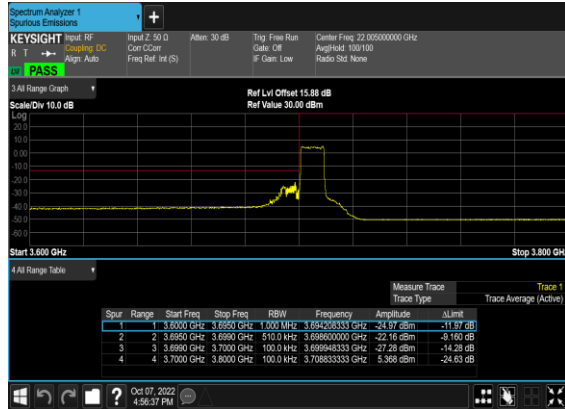 Spectrum Analyzer 1
Spurious Emissions
+
KEYSIGHT Input: RF Input Z: 50 Ω Atten: 30 dB Trig: Free Run Center Freq: 22.005000000 GHz
R T Coupling: DC Corr CCorr Gate: Off Avg|Hold: 100/100
Align: Auto Freq Ref: Int (S) IF Gain: Low Radio Std: None
PASS
3 All Range Graph Ref Lvl Offset 15.88 dB
Scale/Div 10.0 dB Ref Value 30.00 dBm
Log
20.0
10.0
0.00
-10.0
-20.0
-30.0
-40.0
-50.0
-60.0
Start 3.600 GHz Stop 3.800 GHz
4 All Range Table
Measure Trace Trace 1
Trace Type Trace Average (Active)
Spur Range Start Freq Stop Freq RBW Frequency Amplitude ΔLimit
1 1 3.6000 GHz 3.6950 GHz 1.000 MHz 3.694208333 GHz -24.97 dBm -11.97 dB
2 2 3.6950 GHz 3.6990 GHz 510.0 kHz 3.698600000 GHz -22.16 dBm -9.160 dB
3 3 3.6990 GHz 3.7000 GHz 100.0 kHz 3.699948333 GHz -27.28 dBm -14.28 dB
4 4 3.7000 GHz 3.8000 GHz 100.0 kHz 3.708833333 GHz 5.368 dBm -24.63 dB
? Oct 07, 2022
4:56:37 PM